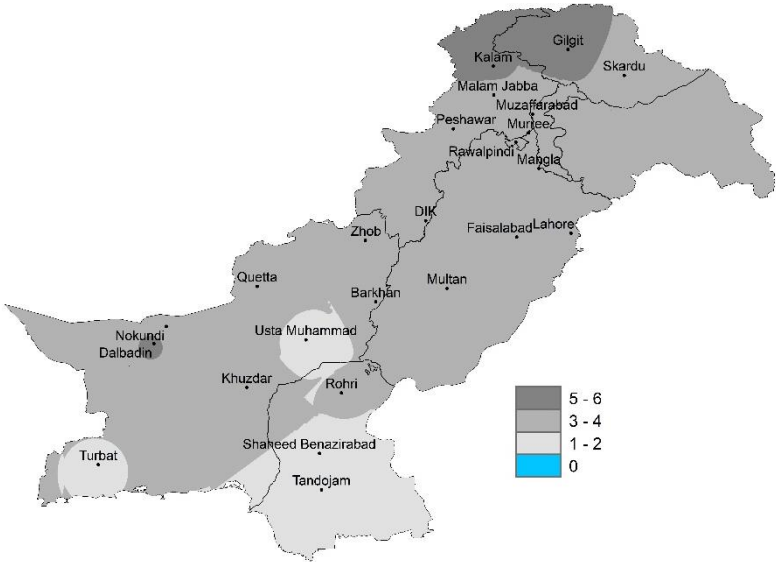 Gilgit
Kalam
Skardu
Malam Jabba
Muzaffarabad
Peshawar
Murree
Rawalpindi
Mangla
DIK
Zhob
Faisalabad
Lahore
Quetta
Multan
Barkhan
Nokundi
Usta Muhammad
Dalbadin
Khuzdar
Rohri
5 - 6
3 - 4
1 - 2
0
Shaheed Benazirabad
Turbat
Tandojam